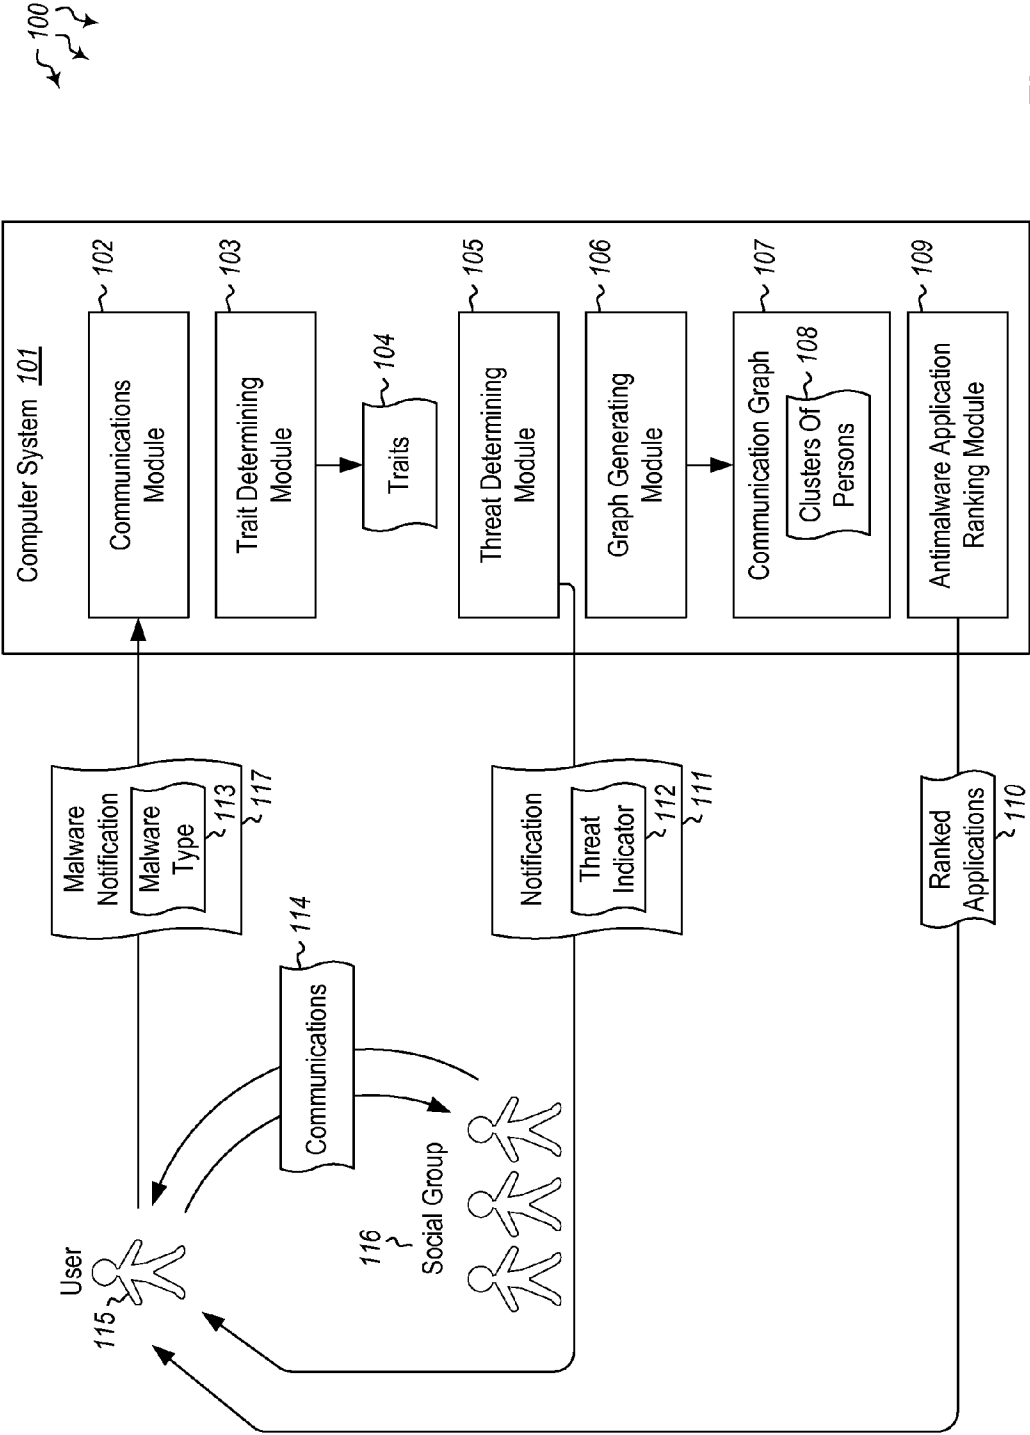 100
Computer System 101
102
Communications
Module
103
Trait Determining
Module
104
Traits
105
Threat Determining
Module
106
Graph Generating
Module
107
Communication Graph
108
Clusters Of
Persons
109
Antimalware Application
Ranking Module
Malware
Notification
Malware
Type
113
117
Notification
Threat
Indicator
112
111
Ranked
Applications
110
114
Communications
User
115
116
Social Group